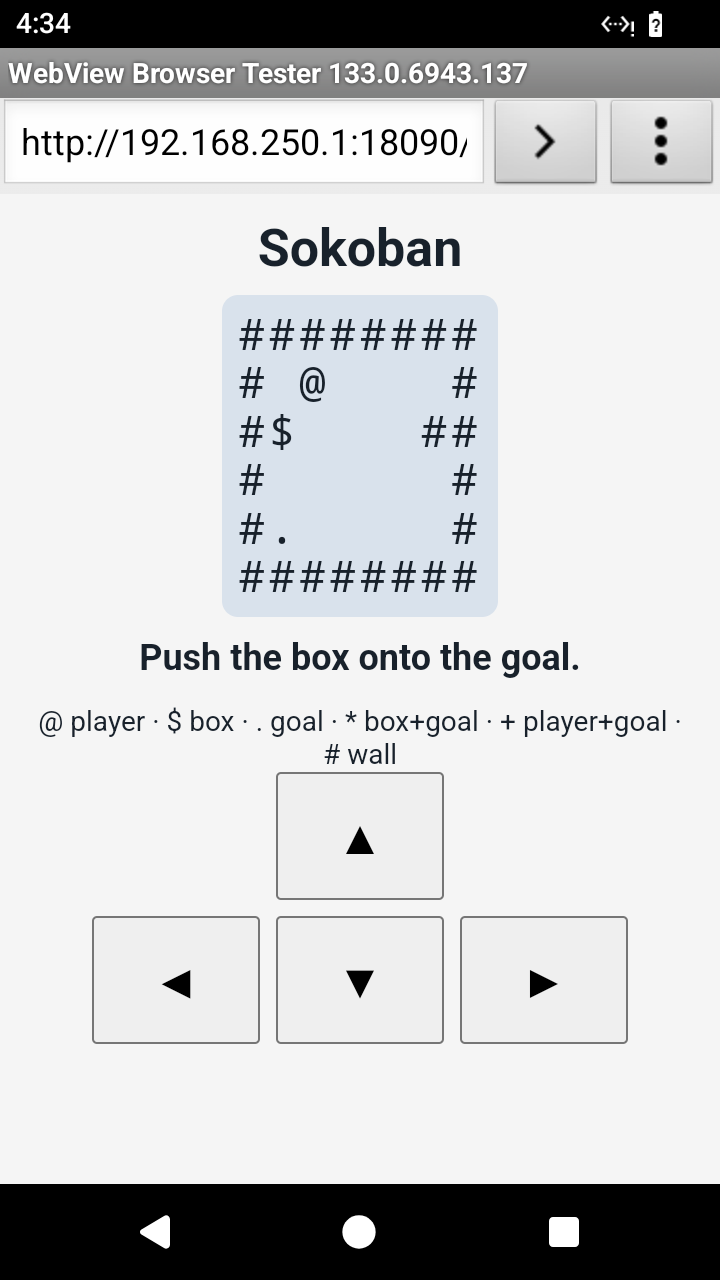 4:34
WebView Browser Tester 133.0.6943.137
http://192.168.250.1:18090/
Sokoban
########
# @    #
#$    ##
#      #
#.     #
########
Push the box onto the goal.
@ player · $ box · . goal · * box+goal · + player+goal ·
# wall
▲
◀ ▼ ▶